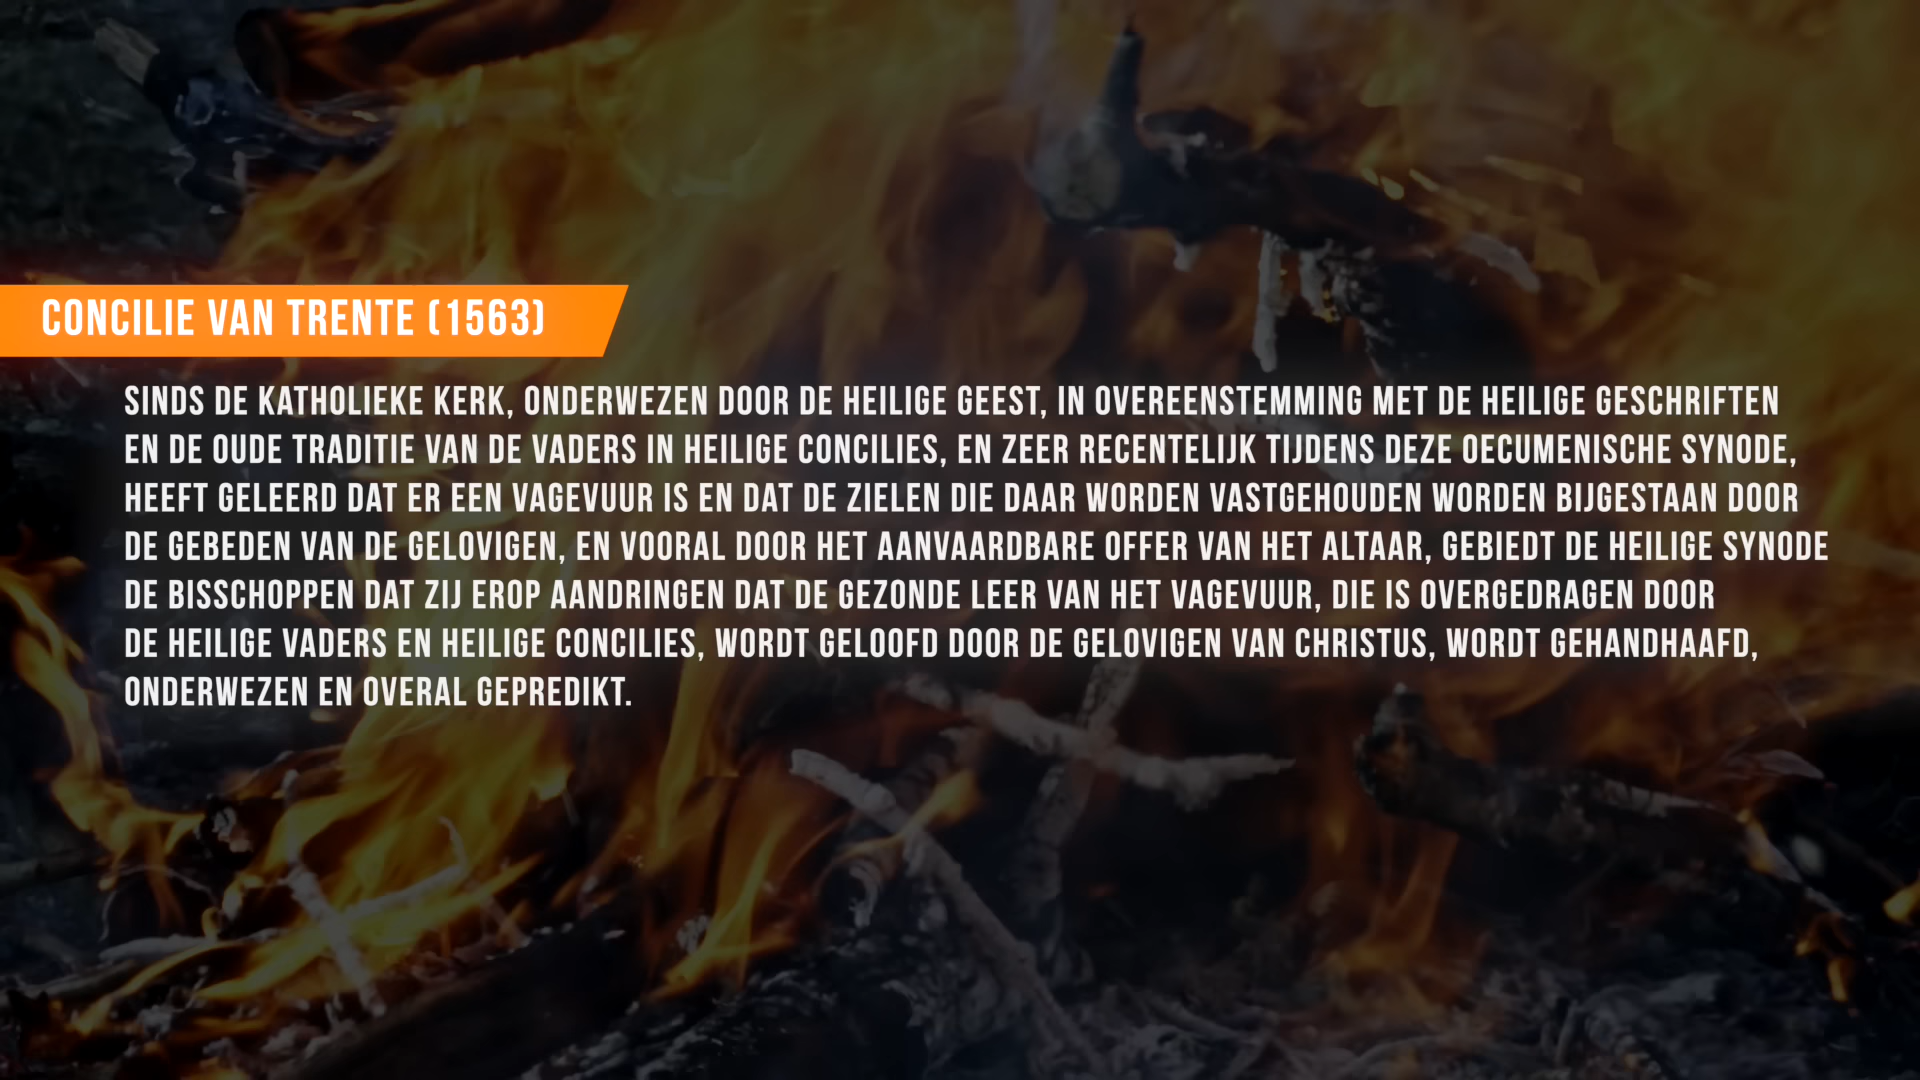 CONCILIE VAN TRENTE (1563)
SINDS DE KATHOLIEKE KERK, ONDERWEZEN DOOR DE HEILIGE GEEST, IN OVEREENSTEMMING MET DE HEILIGE GESCHRIFTEN
EN DE OUDE TRADITIE VAN DE VADERS IN HEILIGE CONCILIES, EN ZEER RECENTELIJK TIJDENS DEZE OECUMENISCHE SYNODE,
HEEFT GELEERD DAT ER EEN VAGEVUUR IS EN DAT DE ZIELEN DIE DAAR WORDEN VASTGEHOUDEN WORDEN BIJGESTAAN DOOR
DE GEBEDEN VAN DE GELOVIGEN, EN VOORAL DOOR HET AANVAARDBARE OFFER VAN HET ALTAAR, GEBIEDT DE HEILIGE SYNODE
DE BISSCHOPPEN DAT ZIJ EROP AANDRINGEN DAT DE GEZONDE LEER VAN HET VAGEVUUR, DIE IS OVERGEDRAGEN DOOR
DE HEILIGE VADERS EN HEILIGE CONCILIES, WORDT GELOOFD DOOR DE GELOVIGEN VAN CHRISTUS, WORDT GEHANDHAAFD,
ONDERWEZEN EN OVERAL GEPREDIKT.